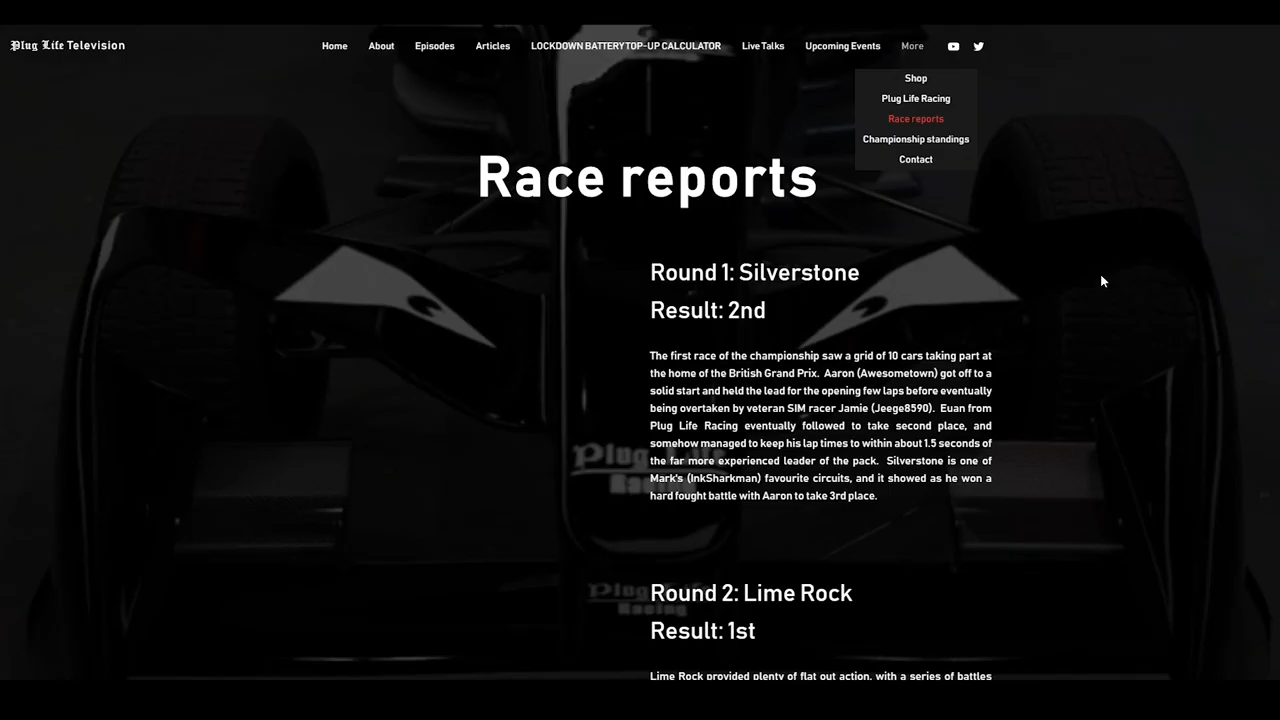 Plug Life Television
Home About Episodes Articles LOCKDOWN BATTERY TOP-UP CALCULATOR Live Talks Upcoming Events More
Shop
Plug Life Racing
Race reports
Championship standings
Contact
Race reports
Round 1: Silverstone
Result: 2nd
The first race of the championship saw a grid of 10 cars taking part at
the home of the British Grand Prix. Aaron (Awesometown) got off to a
solid start and held the lead for the opening few laps before eventually
being overtaken by veteran SIM racer Jamie (Jeege8590). Euan from
Plug Life Racing eventually followed to take second place, and
somehow managed to keep his lap times to within about 1.5 seconds of
the far more experienced leader of the pack. Silverstone is one of
Mark's (InkSharkman) favourite circuits, and it showed as he won a
hard fought battle with Aaron to take 3rd place.
Plug Life
Racing
Round 2: Lime Rock
Result: 1st
Plug Life
Racing
Lime Rock provided plenty of flat out action, with a series of battles